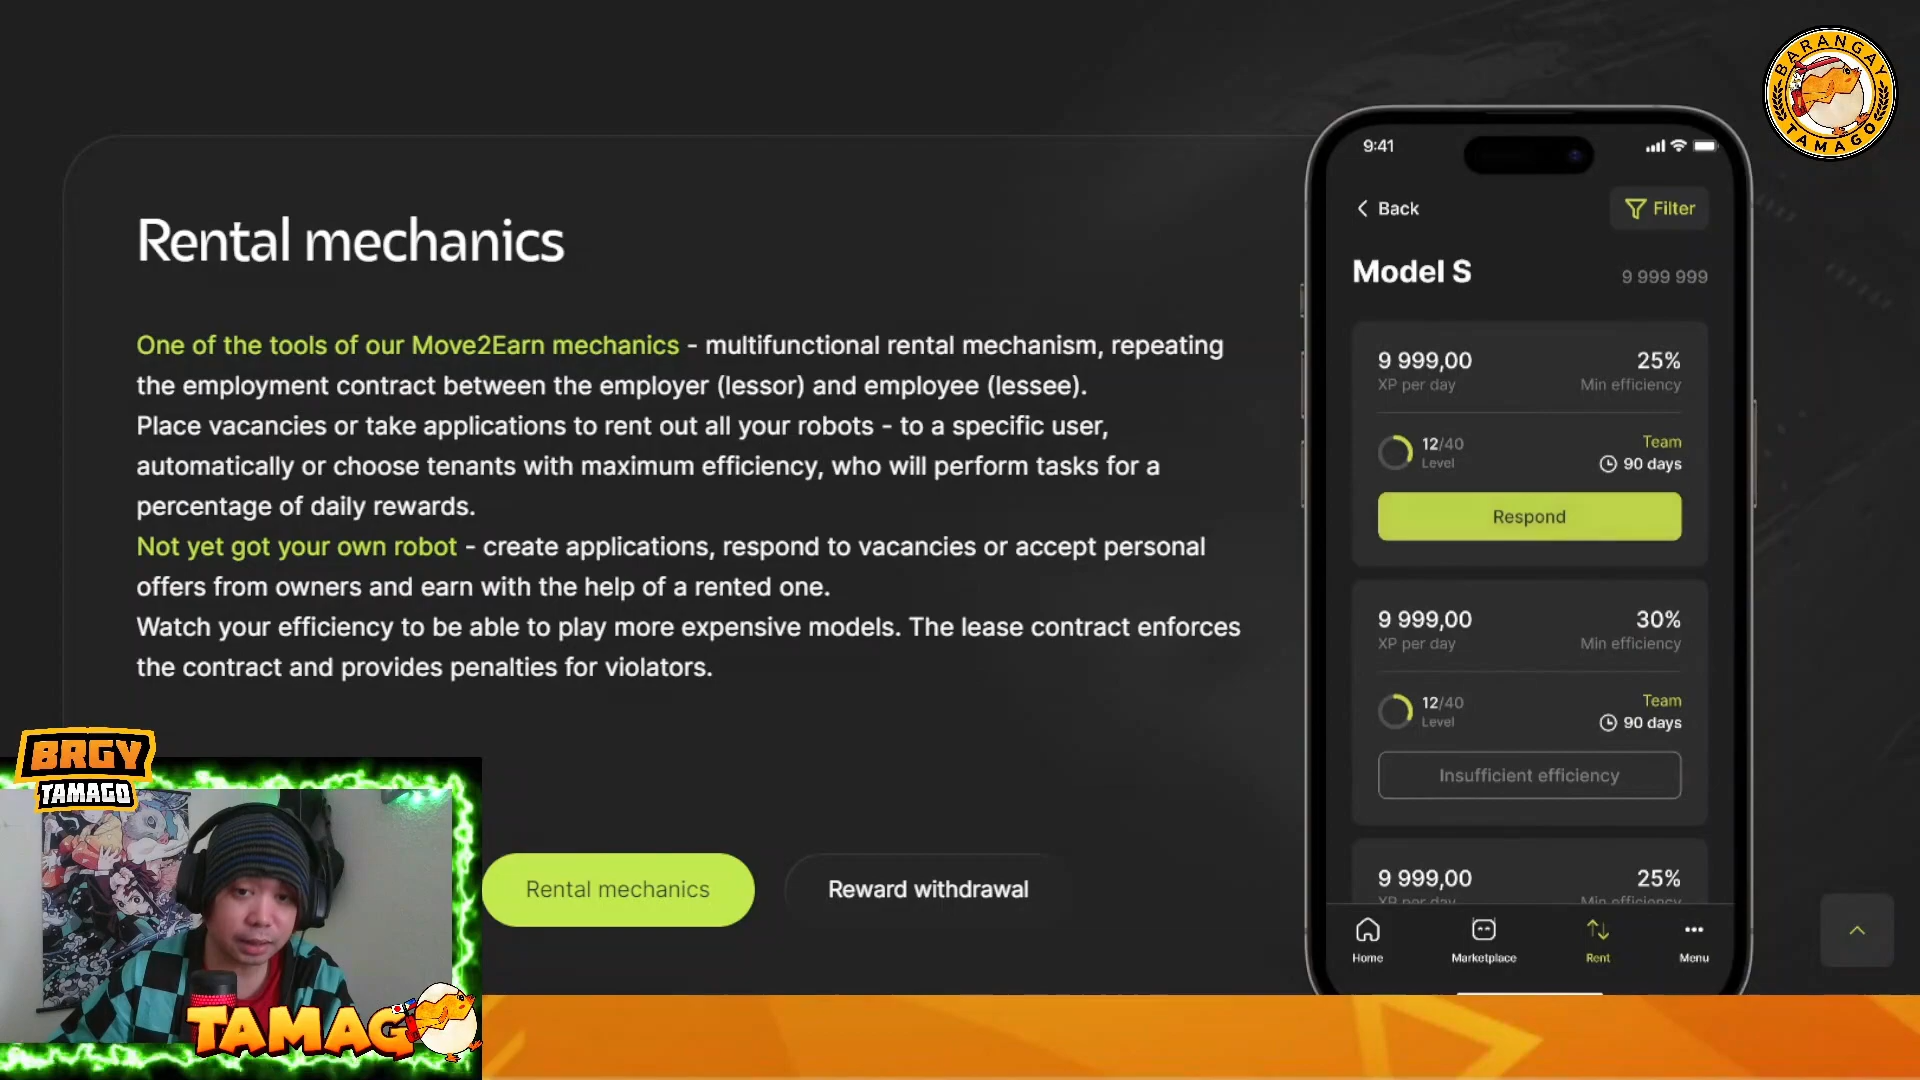 BARANGAY
TAMAGO
9:41
Back
Filter
Model S
9 999 999
9 999,00
25%
XP per day
Min efficiency
12/40
Level
Team
90 days
Respond
9 999,00
30%
XP per day
Min efficiency
12/40
Level
Team
90 days
Insufficient efficiency
9 999,00
25%
XP per day
Min efficiency
Home
Marketplace
Rent
Menu
Rental mechanics
One of the tools of our Move2Earn mechanics - multifunctional rental mechanism, repeating
the employment contract between the employer (lessor) and employee (lessee).
Place vacancies or take applications to rent out all your robots - to a specific user,
automatically or choose tenants with maximum efficiency, who will perform tasks for a
percentage of daily rewards.
Not yet got your own robot - create applications, respond to vacancies or accept personal
offers from owners and earn with the help of a rented one.
Watch your efficiency to be able to play more expensive models. The lease contract enforces
the contract and provides penalties for violators.
Rental mechanics
Reward withdrawal
BRGY
TAMAGO
TAMAGO